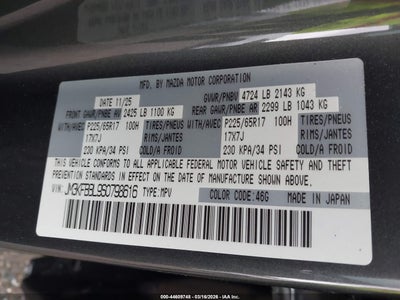 MFD. BY MAZDA MOTOR CORPORATION
DATE 11/25 GVWR/PNBV 4724 LB 2143 KG
FRONT GAWR/PNBE AV 2425 LB 1100 KG REAR GAWR/PNBE AR 2299 LB 1043 KG
WITH/AVEC P225/65R17 100H TIRES/PNEUS WITH/AVEC P225/65R17 100H TIRES/PNEUS
17X7J RIMS/JANTES 17X7J RIMS/JANTES
230 KPA/34 PSI COLD/A FROID 230 KPA/34 PSI COLD/A FROID
THIS VEHICLE CONFORMS TO ALL APPLICABLE FEDERAL MOTOR VEHICLE SAFETY, BUMPER,
AND THEFT PREVENTION STANDARDS IN EFFECT ON THE DATE OF MANUFACTURE SHOWN ABOVE.
VIN: JM3KFBBL9S0798616 TYPE:MPV COLOR CODE:46G MADE IN JAPAN
000-44609748 - 03/16/2026 - IAA Inc.